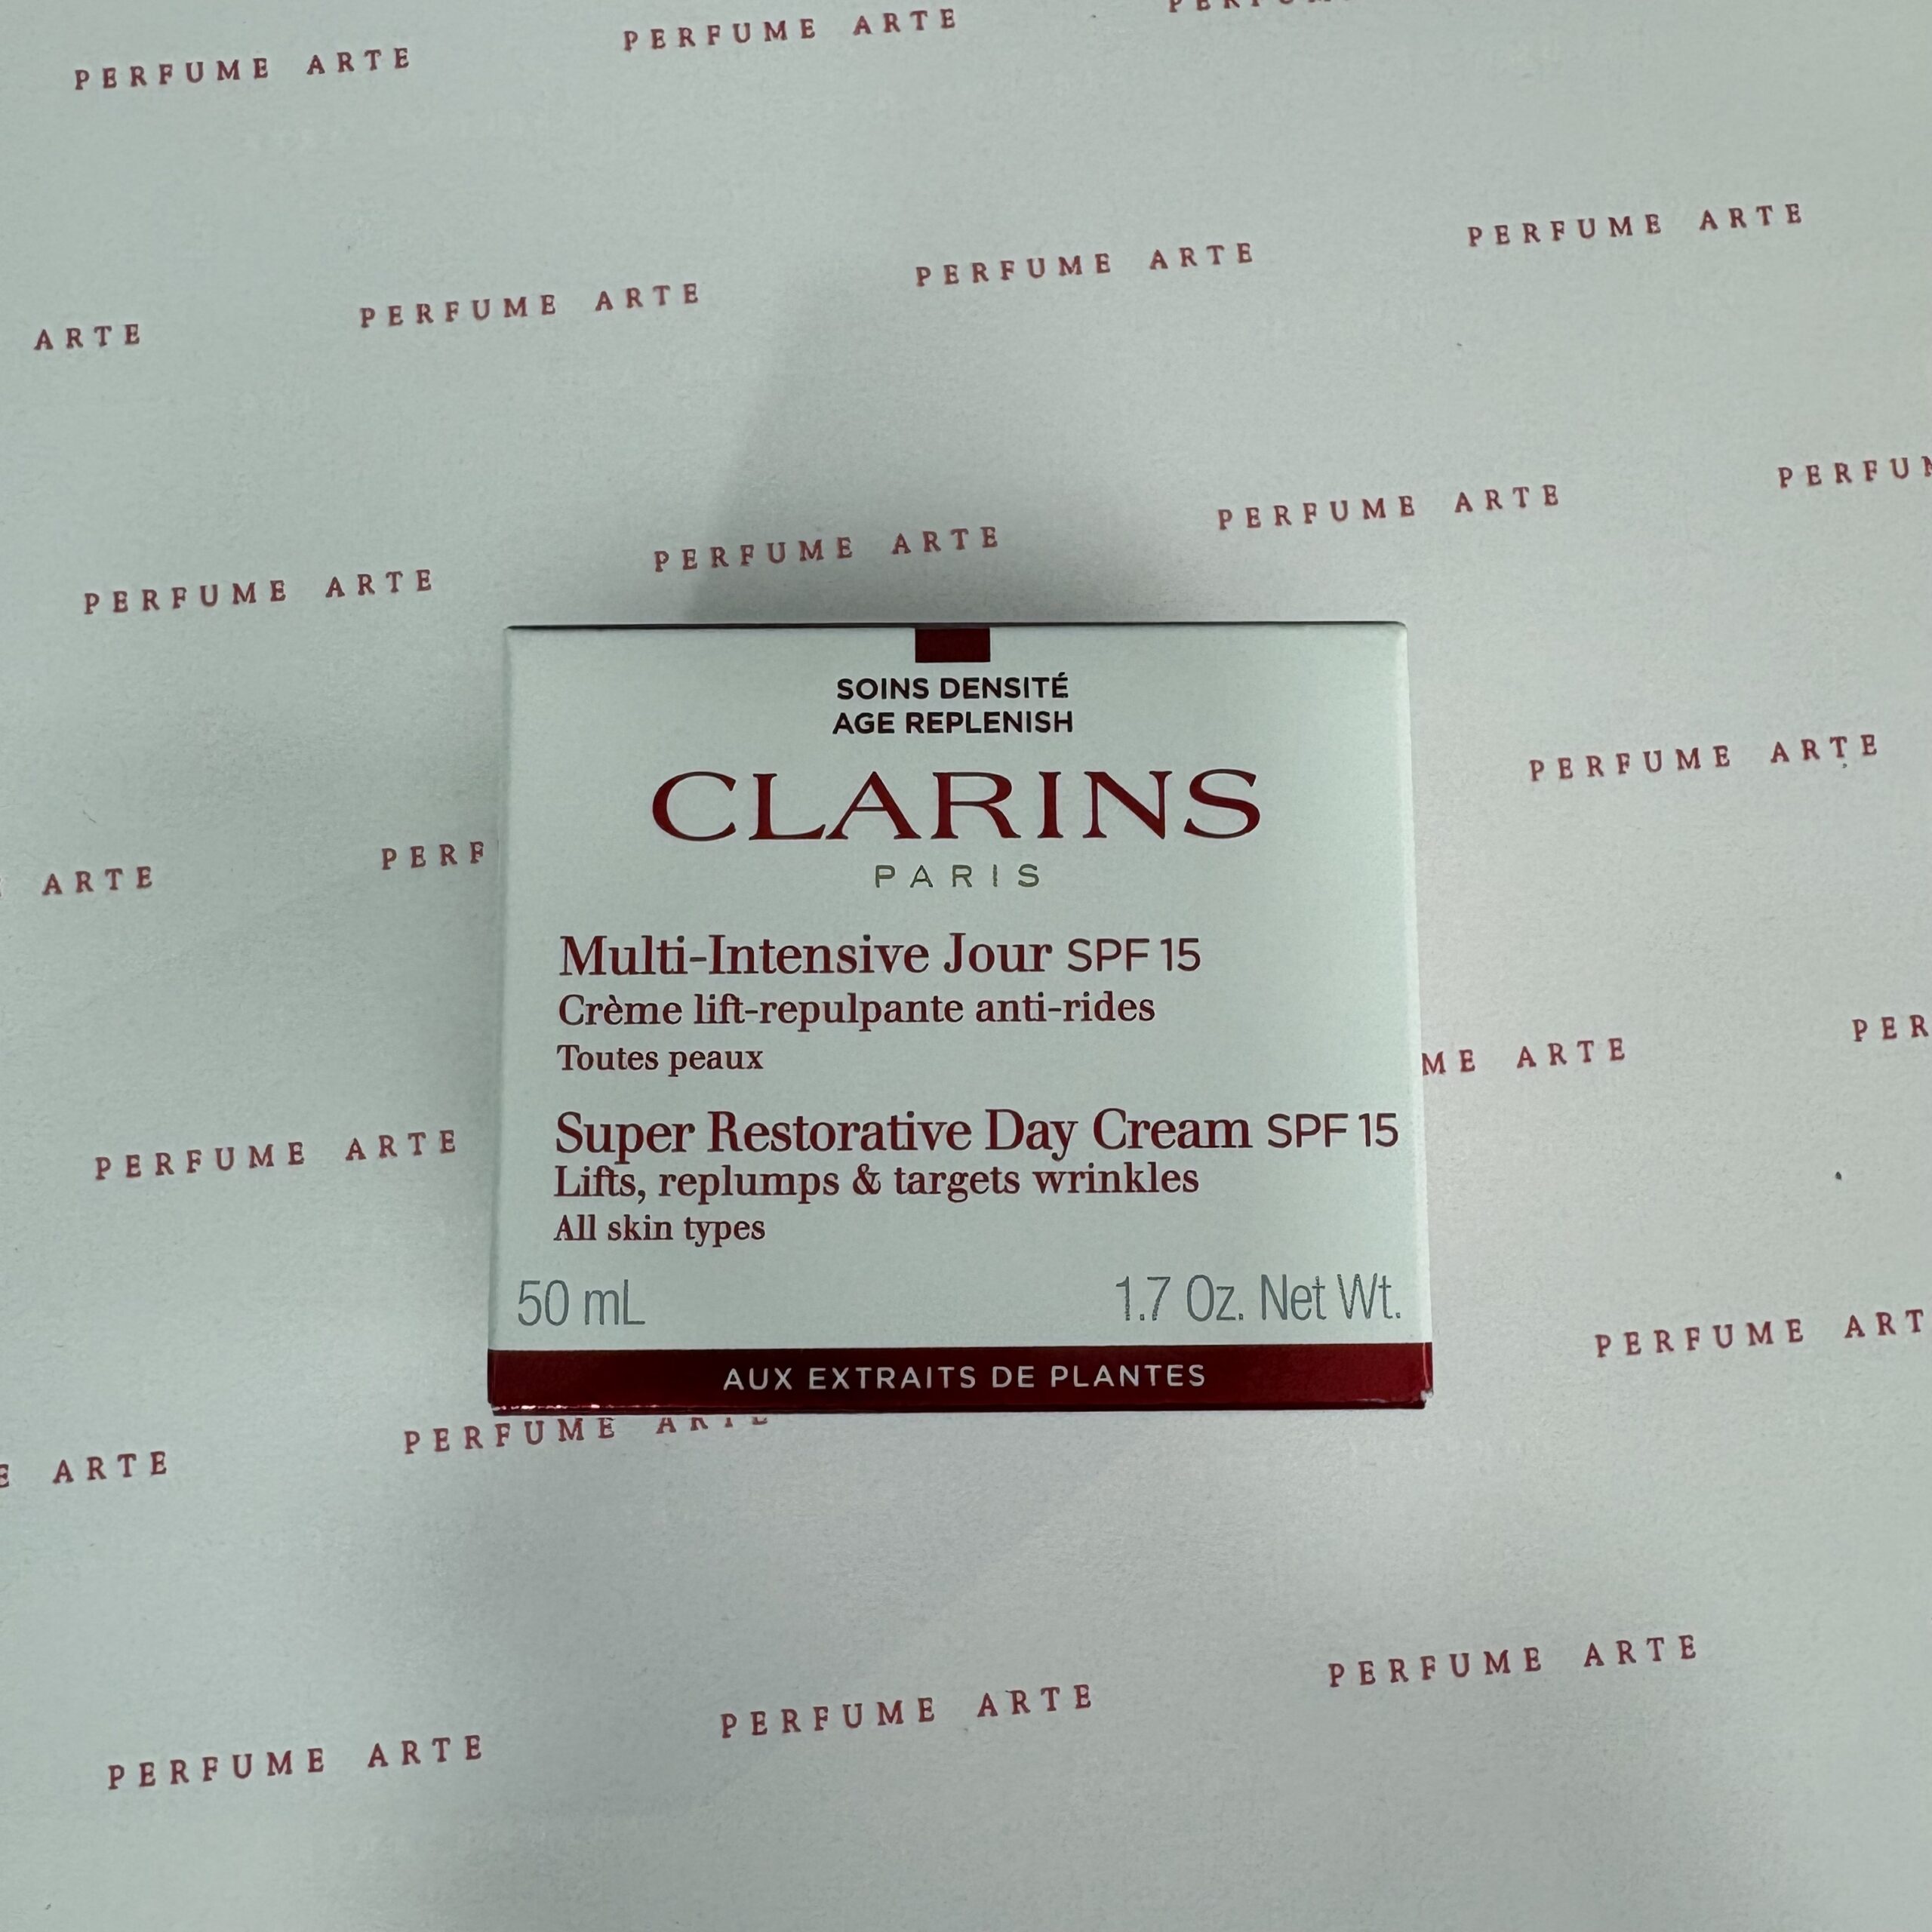 PERFUME ARTE
PERFUME ARTE
ARTE
PERFUME ARTE
PERFUME ARTE
PERFUME ARTE
PERFUME ARTE
PERFUME ARTE
PERFUME ARTE
SOINS DENSITÉ
AGE REPLENISH
CLARINS
PARIS
Multi-Intensive Jour SPF 15
Crème lift-repulpante anti-rides
Toutes peaux
Super Restorative Day Cream SPF 15
Lifts, replumps & targets wrinkles
All skin types
50 mL
1.7 Oz. Net Wt.
AUX EXTRAITS DE PLANTES
PERFUME ARTE
ARTE
ARTE
PERFUME ARTE
PERFUME
ARTE
PERFUME ARTE
PERFUME ARTE
PERFUME ARTE
PERFUME ARTE